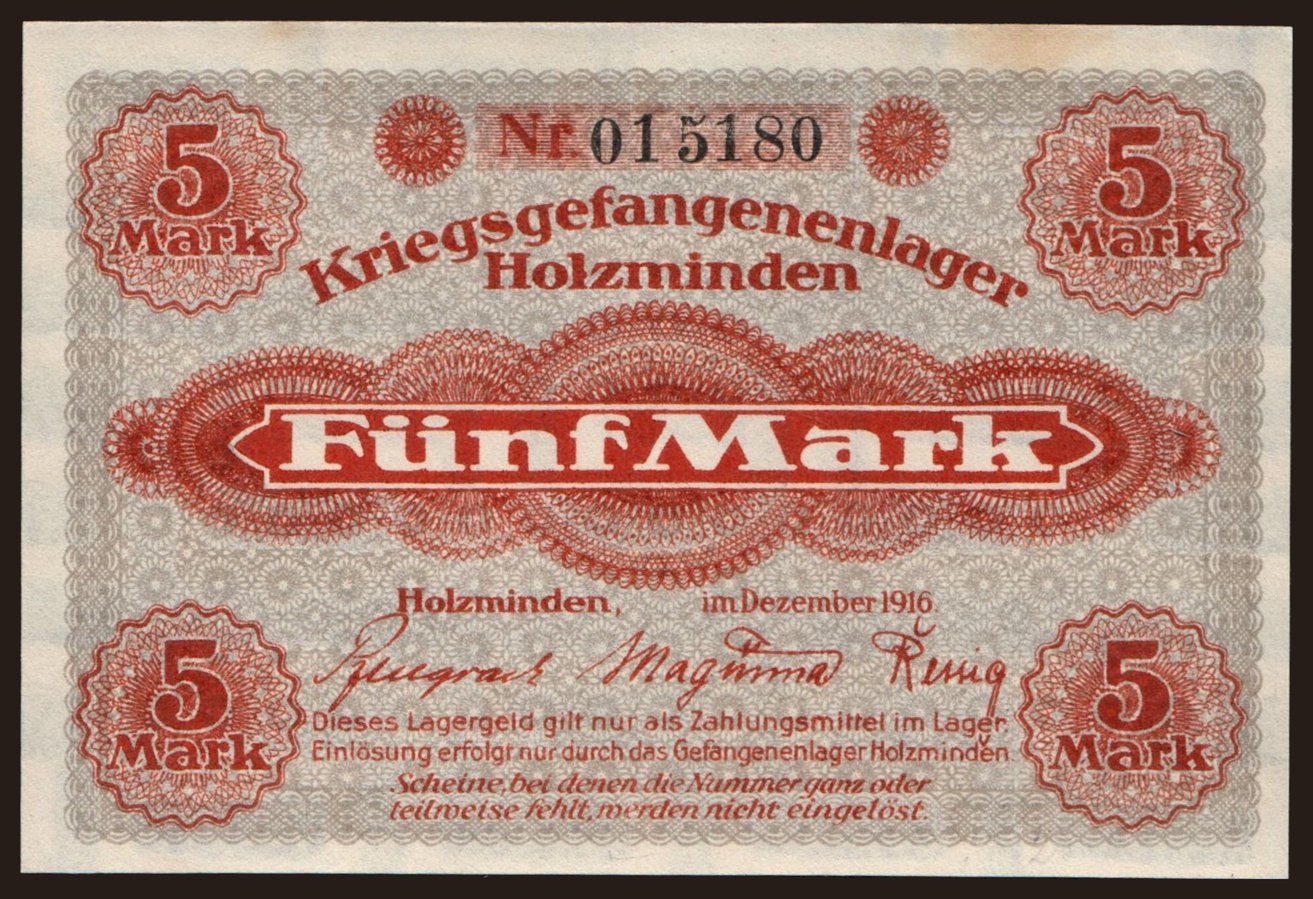 5 Mark
Nr. 015180
5 Mark
Kriegsgefangenenlager
Holzminden
Fünf Mark
Holzminden, im Dezember 1916.
5 Mark
5 Mark
Dieses Lagergeld gilt nur als Zahlungsmittel im Lager.
Einlösung erfolgt nur durch das Gefangenenlager Holzminden
Scheine, bei denen die Nummer ganz oder
teilweise fehlt, werden nicht eingelöst.